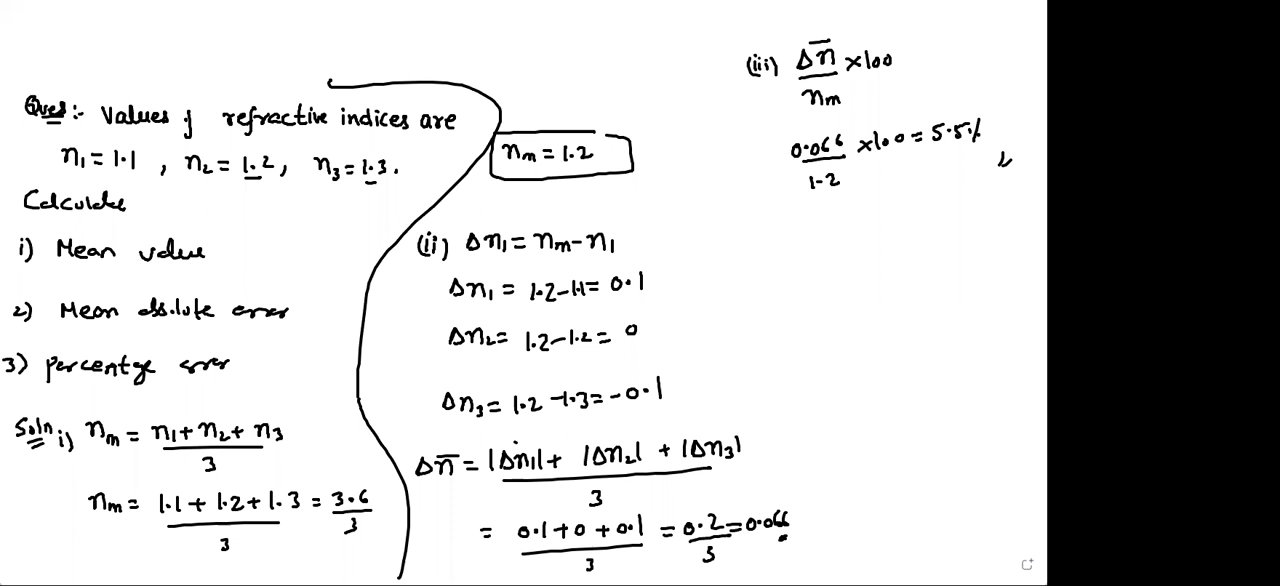 Ques:- Values of refractive indices are
n₁ = 1.1 , n₂ = 1.2, n₃ = 1.3.
Calculate
i) Mean value
2) Mean absolute error
3) percentge error
Soln i) nₘ = (n₁ + n₂ + n₃)/3
nₘ = (1.1 + 1.2 + 1.3)/3 = 3.6/3
nₘ = 1.2
(ii) Δn₁ = nₘ - n₁
Δn₁ = 1.2 - 1.1 = 0.1
Δn₂ = 1.2 - 1.2 = 0
Δn₃ = 1.2 - 1.3 = -0.1
Δn̅ = (|Δn₁| + |Δn₂| + |Δn₃|)/3
= (0.1 + 0 + 0.1)/3 = 0.2/3 = 0.066
(iii) Δn̅/nₘ × 100
0.066/1.2 × 100 = 5.5%